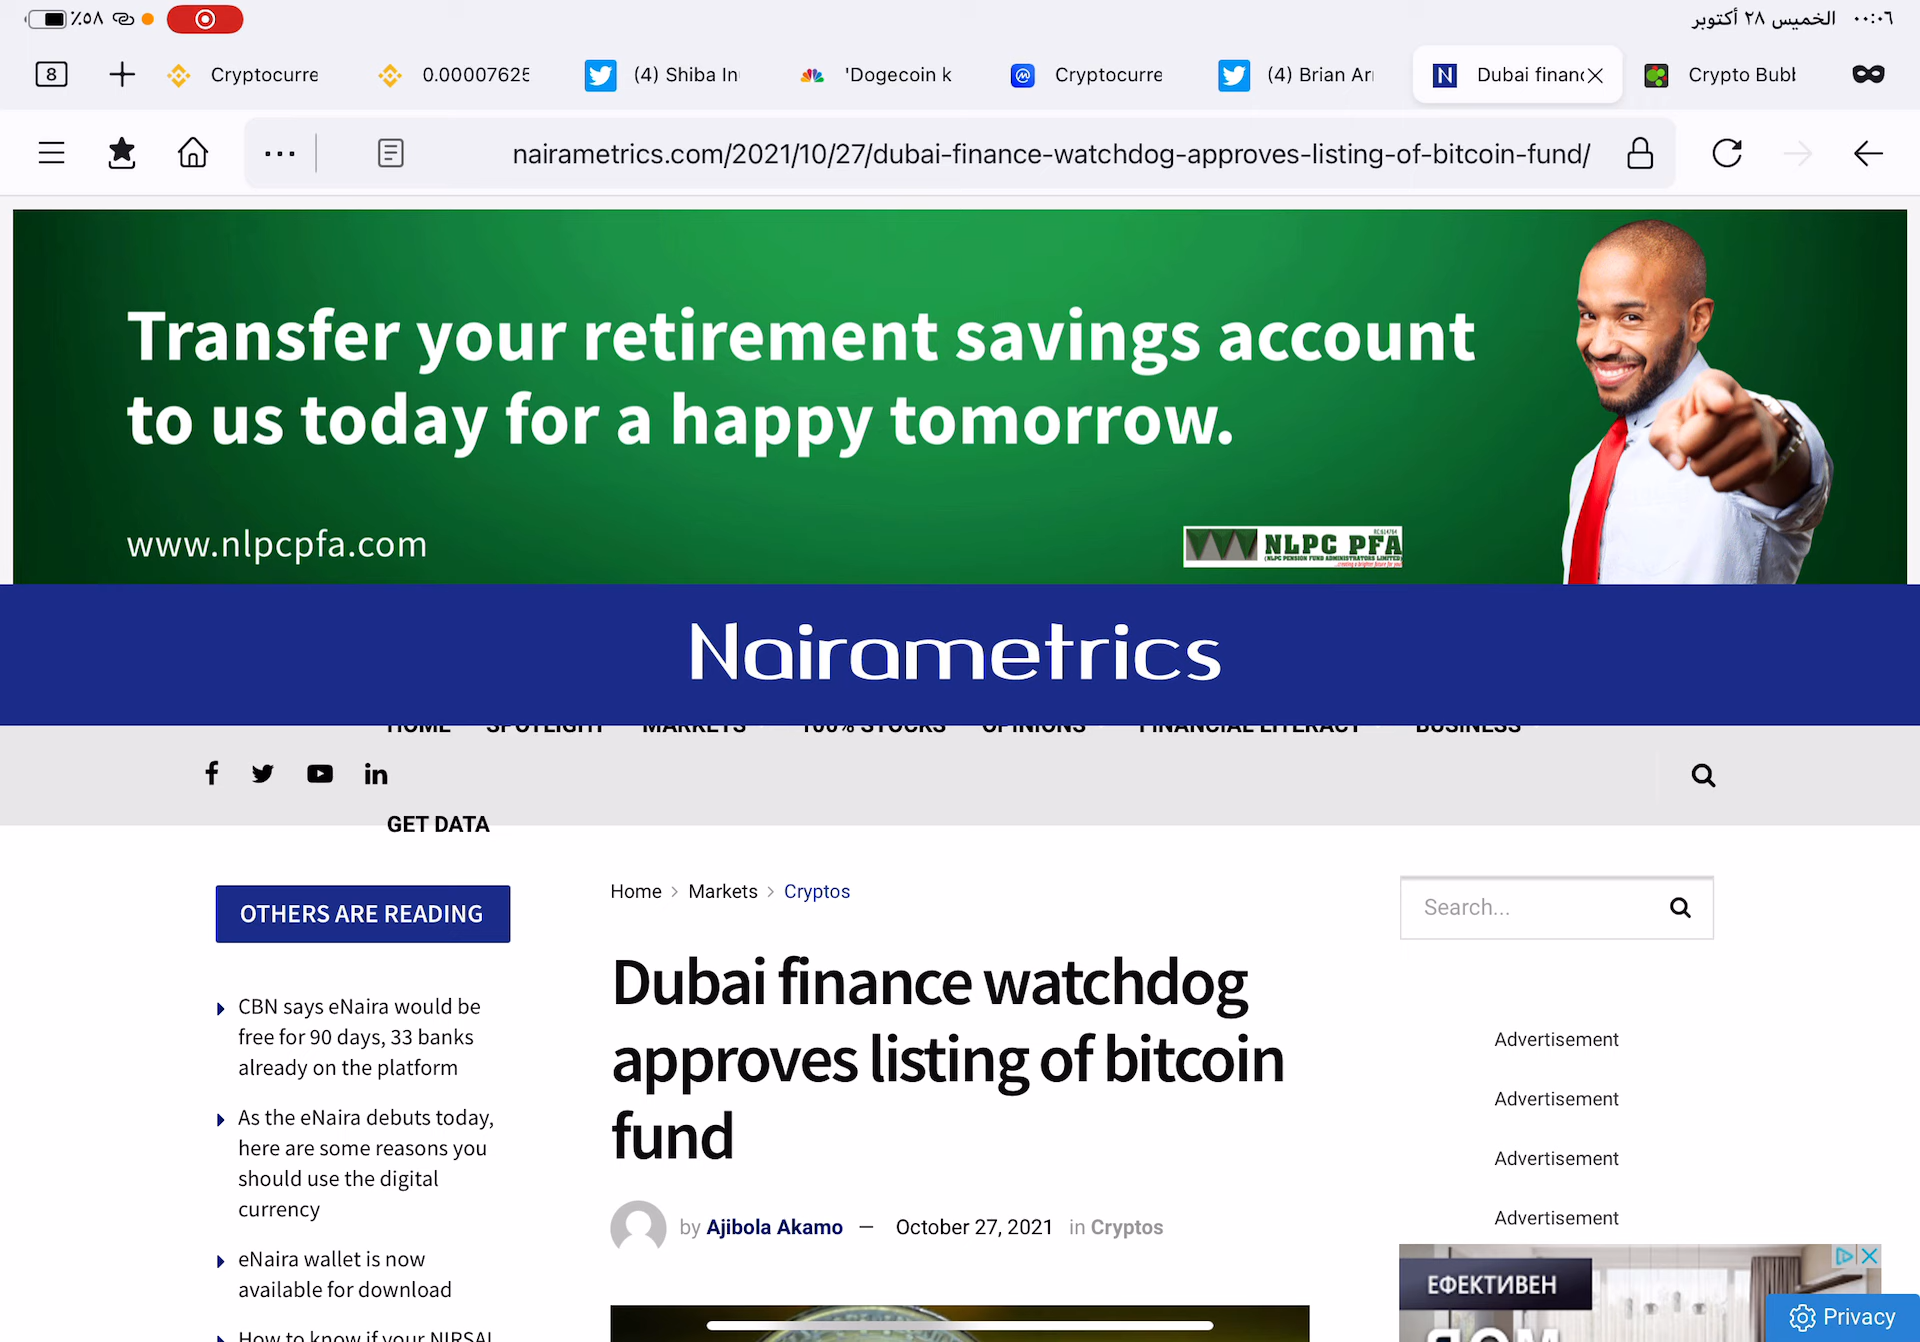 ٪٥٨
الخميس ٢٨ أكتوبر ٠٠:٠٦
8
Cryptocurre
0.00007625
(4) Shiba In
'Dogecoin k
Cryptocurre
(4) Brian Ar
Dubai financ
Crypto Bubb
nairametrics.com/2021/10/27/dubai-finance-watchdog-approves-listing-of-bitcoin-fund/
Transfer your retirement savings account
to us today for a happy tomorrow.
www.nlpcpfa.com
NLPC PFA
(NLPC PENSION FUND ADMINISTRATORS LIMITED)
Nairametrics
HOME SPOTLIGHT MARKETS 100% STOCKS OPINIONS FINANCIAL LITERACY BUSINESS
GET DATA
OTHERS ARE READING
CBN says eNaira would be
free for 90 days, 33 banks
already on the platform
As the eNaira debuts today,
here are some reasons you
should use the digital
currency
eNaira wallet is now
available for download
How to know if your NIRSAL
Home > Markets > Cryptos
Dubai finance watchdog
approves listing of bitcoin
fund
by Ajibola Akamo — October 27, 2021 in Cryptos
Search...
Advertisement
Advertisement
Advertisement
Advertisement
ЕФЕКТИВЕН
ДОМ
Privacy